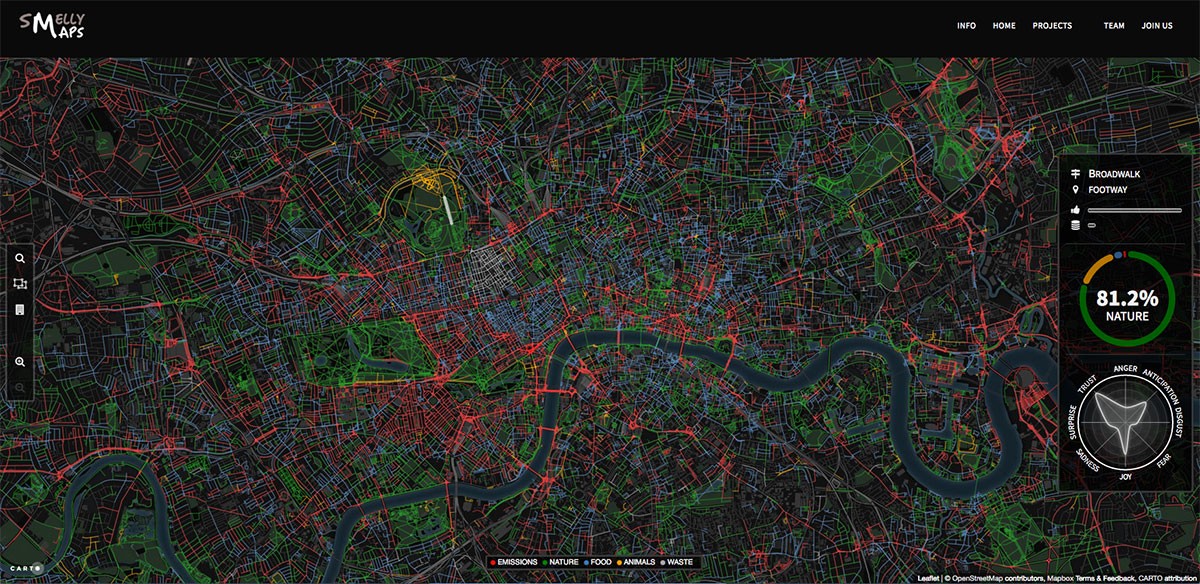 SMELLY
MAPS
INFO HOME PROJECTS TEAM JOIN US
BROADWALK
FOOTWAY
81.2%
NATURE
ANGER
ANTICIPATION
DISGUST
FEAR
JOY
SADNESS
SURPRISE
TRUST
EMISSIONS NATURE FOOD ANIMALS WASTE
CARTO
Leaflet | © OpenStreetMap contributors, Mapbox Terms & Feedback, CARTO attribution